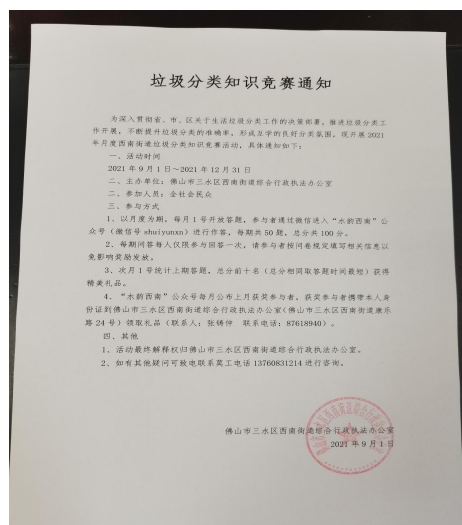 垃圾分类知识竞赛通知
为深入贯彻省、市、区关于生活垃圾分类工作的决策部署，推进垃圾分类工
作开展，不断提升垃圾分类的准确率，形成互学的良好分类氛围，现开展2021
年月度西南街道垃圾分类知识竞赛活动，具体通知如下：
一、活动时间
2021年9月1日～2021年12月31日
二、主办单位：佛山市三水区西南街道综合行政执法办公室
二、参加人员：全社会民众
三、参与方式
1、以月度为期，每月1号开放答题，参与者通过微信进入“水韵西南”公
众号（微信号shuiyunxn）进行作答，每期共50题，总分共100分。
2、每期问答每人仅限参与回答一次，请参与者按问卷规定填写相关信息以
免影响奖励发放。
3、次月1号统计上期答题，总分前十名（总分相同取答题时间最短）获得
精美礼品。
4、“水韵西南”公众号每月公布上月获奖参与者。获奖参与者携带本人身
份证到佛山市三水区西南街道综合行政执法办公室(佛山市三水区西南街道康乐
路24号）领取礼品（联系人：张铸仲 联系电话：87618940）。
四、其他
1、活动最终解释权归佛山市三水区西南街道综合行政执法办公室。
2、如有其他疑问可致电联系莫工电话13760831214进行咨询。
佛山市三水区西南街道综合行政执法办公室
2021年9月1日